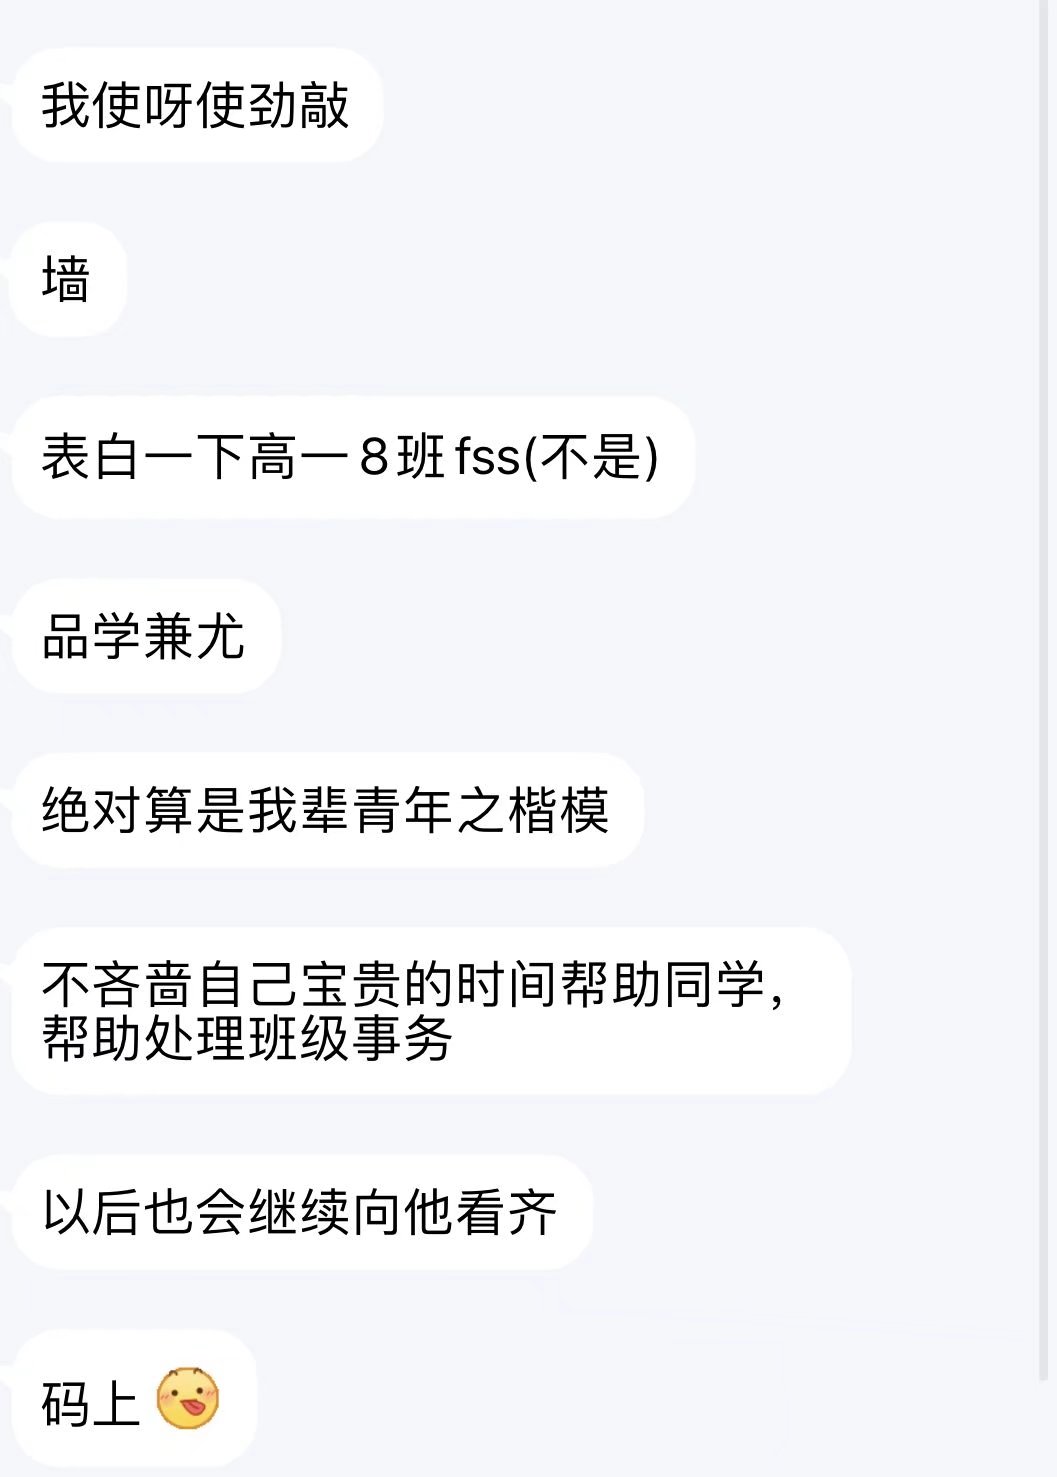 我使呀使劲敲
墙
表白一下高一8班fss(不是)
品学兼尤
绝对算是我辈青年之楷模
不吝啬自己宝贵的时间帮助同学,
帮助处理班级事务
以后也会继续向他看齐
码上